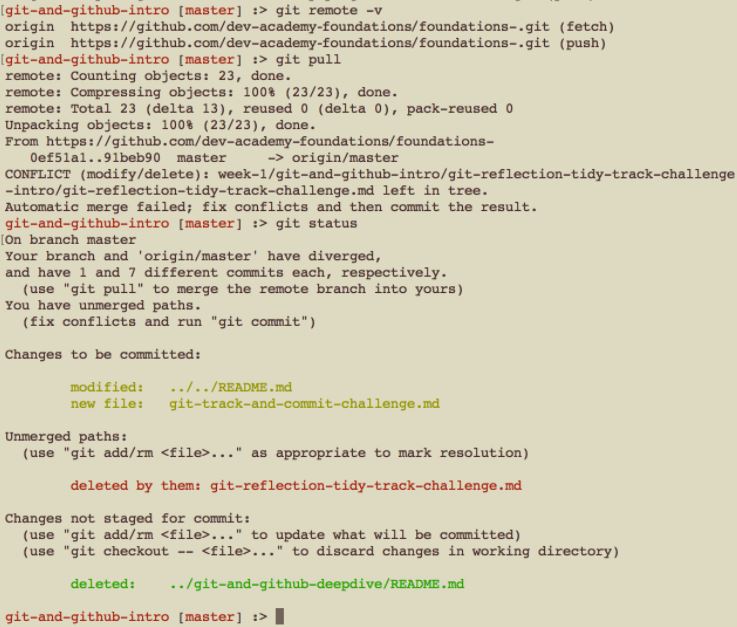 [git-and-github-intro [master] :> git remote -v
origin  https://github.com/dev-academy-foundations/foundations-.git (fetch)
origin  https://github.com/dev-academy-foundations/foundations-.git (push)
[git-and-github-intro [master] :> git pull
remote: Counting objects: 23, done.
remote: Compressing objects: 100% (23/23), done.
remote: Total 23 (delta 13), reused 0 (delta 0), pack-reused 0
Unpacking objects: 100% (23/23), done.
From https://github.com/dev-academy-foundations/foundations-
   0ef51a1..91beb90  master     -> origin/master
CONFLICT (modify/delete): week-1/git-and-github-intro/git-reflection-tidy-track-challenge
-intro/git-reflection-tidy-track-challenge.md left in tree.
Automatic merge failed; fix conflicts and then commit the result.
git-and-github-intro [master] :> git status
[On branch master
Your branch and 'origin/master' have diverged,
and have 1 and 7 different commits each, respectively.
  (use "git pull" to merge the remote branch into yours)
You have unmerged paths.
  (fix conflicts and run "git commit")
Changes to be committed:
        modified:   ../../README.md
        new file:   git-track-and-commit-challenge.md
Unmerged paths:
  (use "git add/rm <file>..." as appropriate to mark resolution)
        deleted by them: git-reflection-tidy-track-challenge.md
Changes not staged for commit:
  (use "git add/rm <file>..." to update what will be committed)
  (use "git checkout -- <file>..." to discard changes in working directory)
        deleted:    ../git-and-github-deepdive/README.md
git-and-github-intro [master] :>